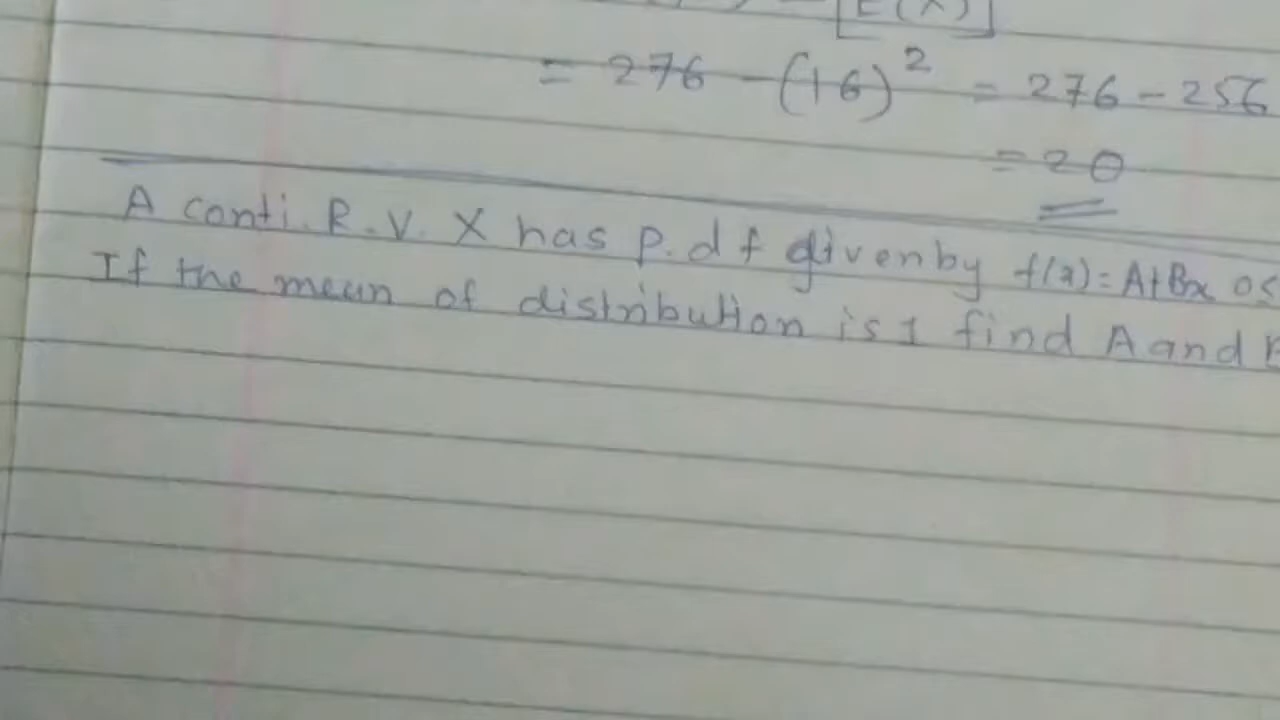 [E(X)]
= 276 - (16)² = 276 - 256
= 20
A conti. R.V. X has p.d f given by f(x) = A+Bx 0≤
If the mean of distribution is 1 find A and B